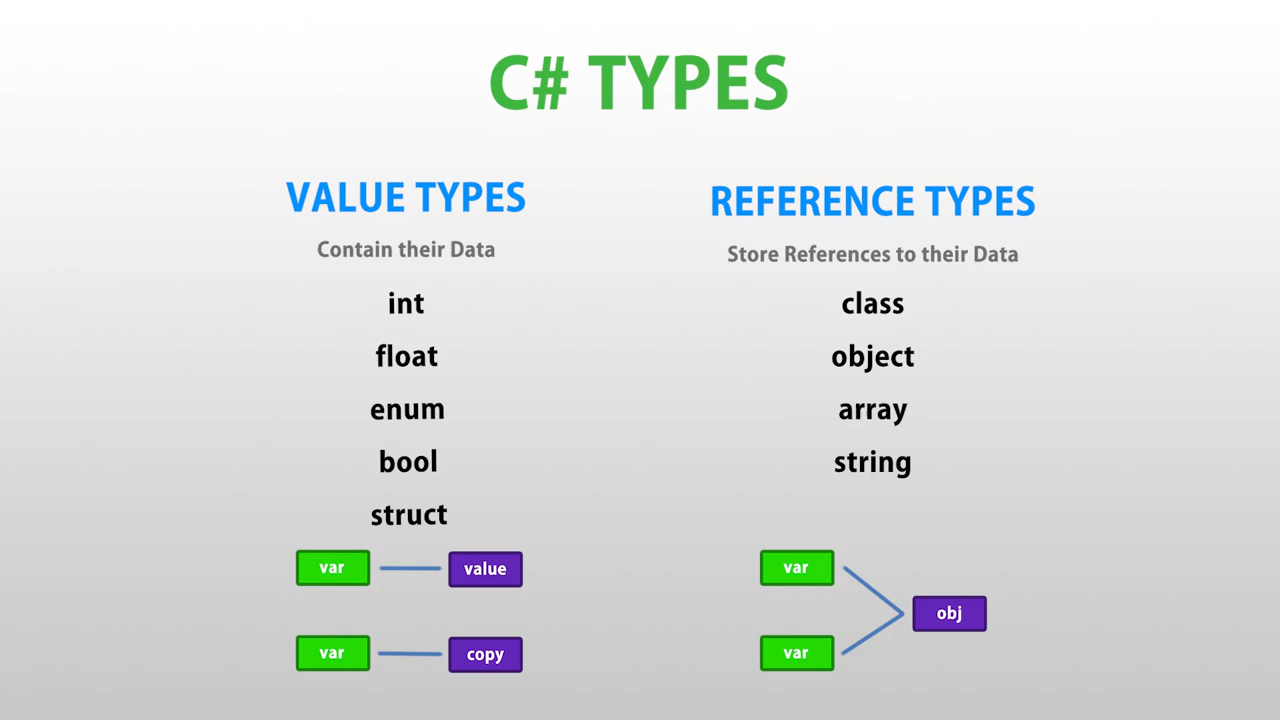 C# TYPES
VALUE TYPES
Contain their Data
int
float
enum
bool
struct
var
value
var
copy
REFERENCE TYPES
Store References to their Data
class
object
array
string
var
obj
var